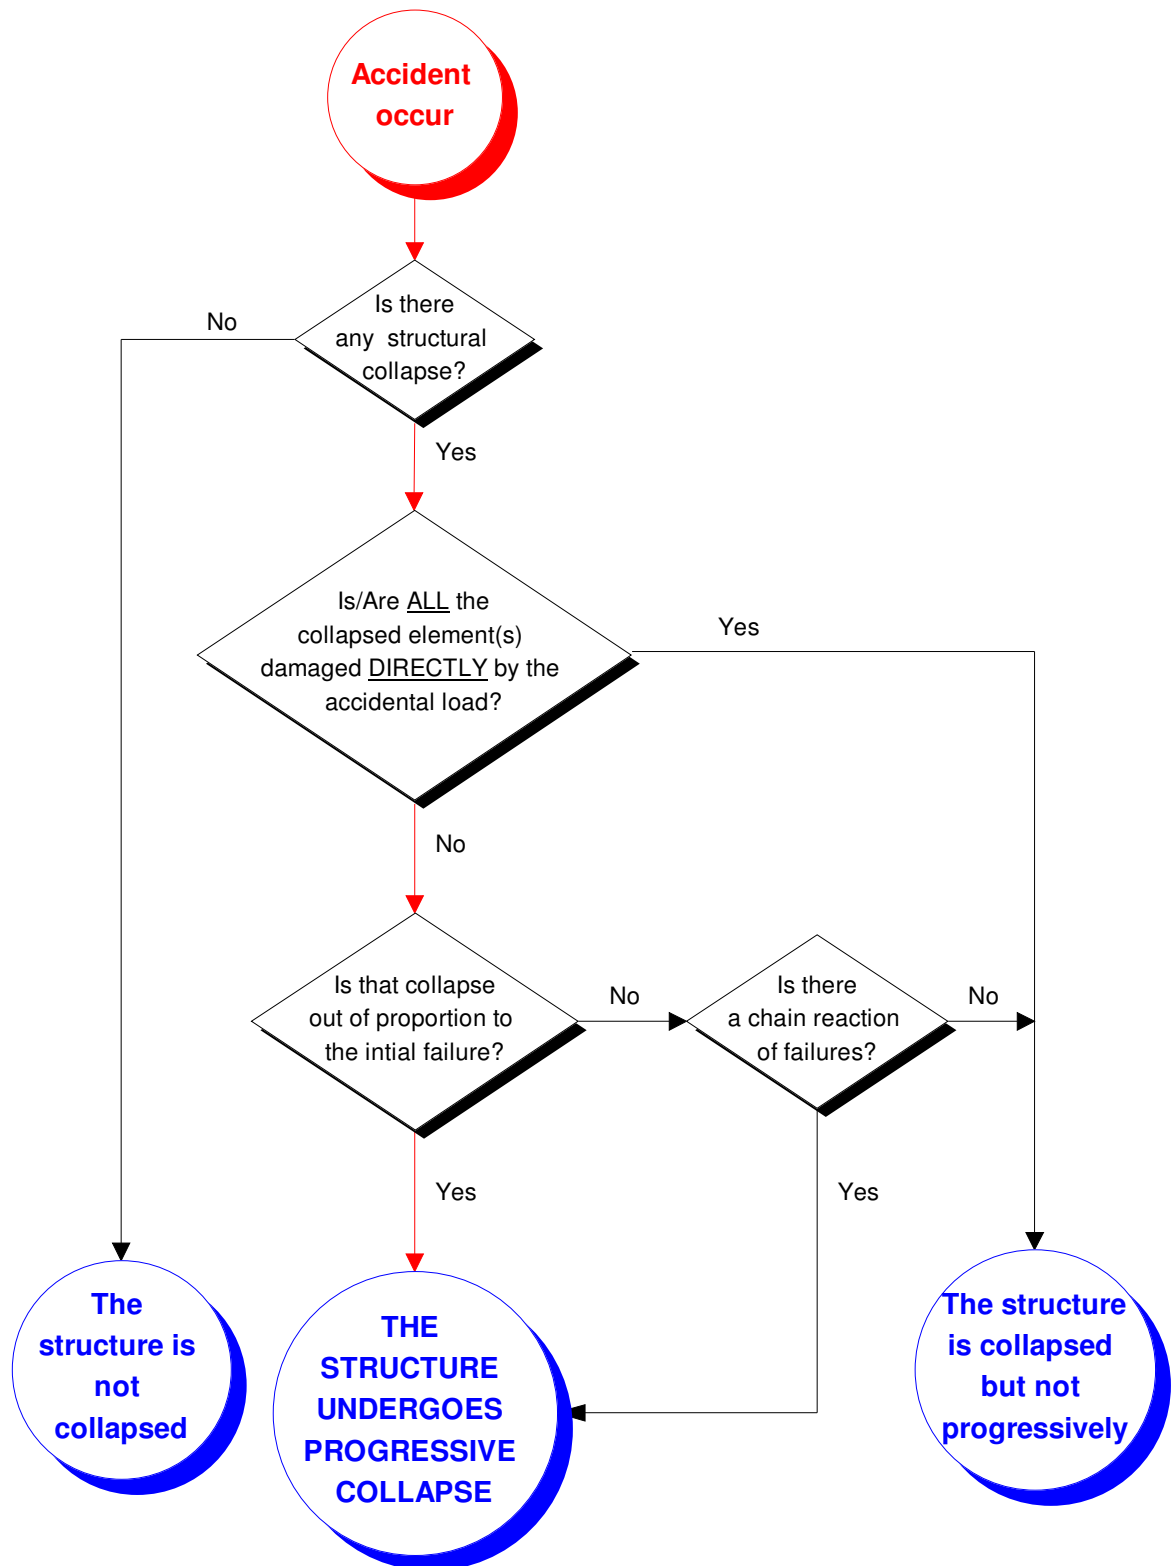 Accident
occur
Is there
any structural
collapse?
No
Yes
Is/Are ALL the
collapsed element(s)
damaged DIRECTLY by the
accidental load?
Yes
No
Is that collapse
out of proportion to
the intial failure?
No
Is there
a chain reaction
of failures?
No
Yes
Yes
The
structure is
not
collapsed
THE
STRUCTURE
UNDERGOES
PROGRESSIVE
COLLAPSE
The structure
is collapsed
but not
progressively